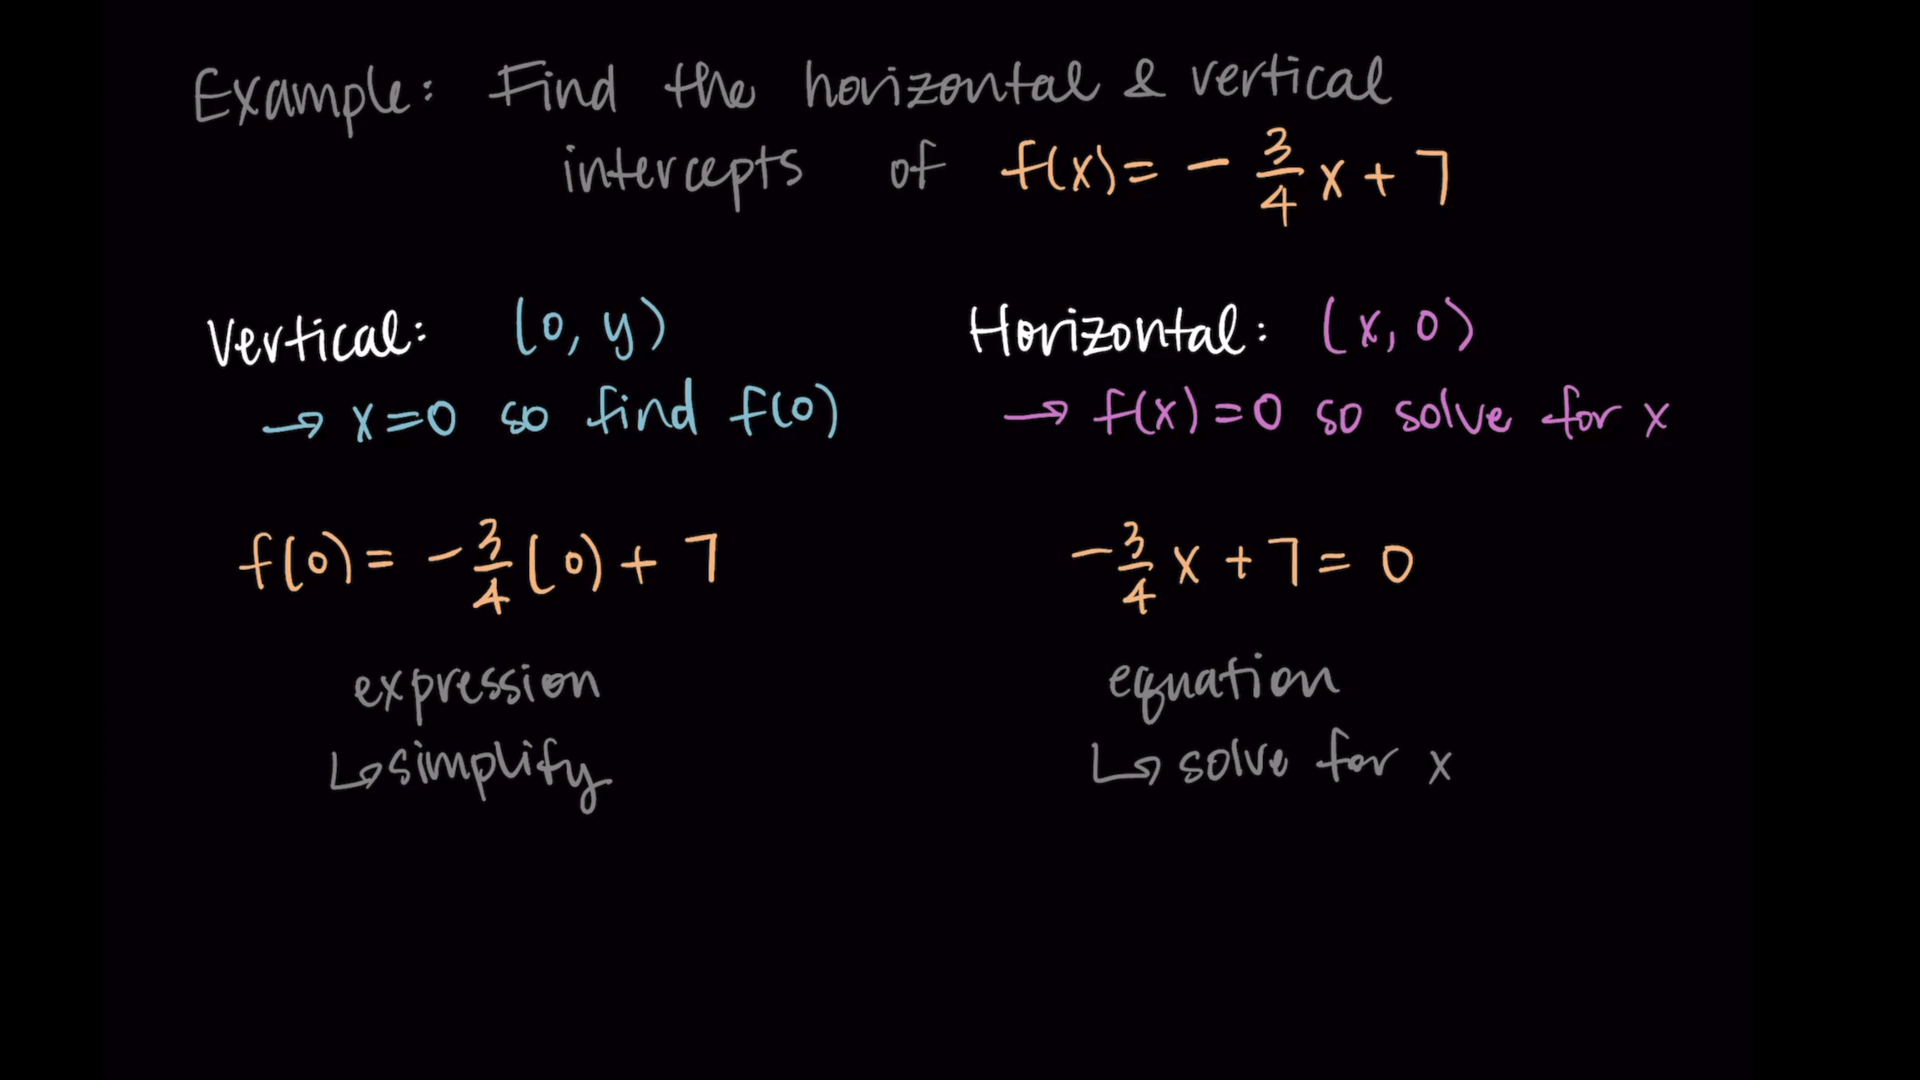 Example: Find the horizontal & vertical
intercepts of f(x) = - 3/4 x + 7
Vertical: (0, y)
→ x = 0 so find f(0)
f(0) = - 3/4 (0) + 7
expression
↳ simplify
Horizontal: (x, 0)
→ f(x) = 0 so solve for x
- 3/4 x + 7 = 0
equation
↳ solve for x